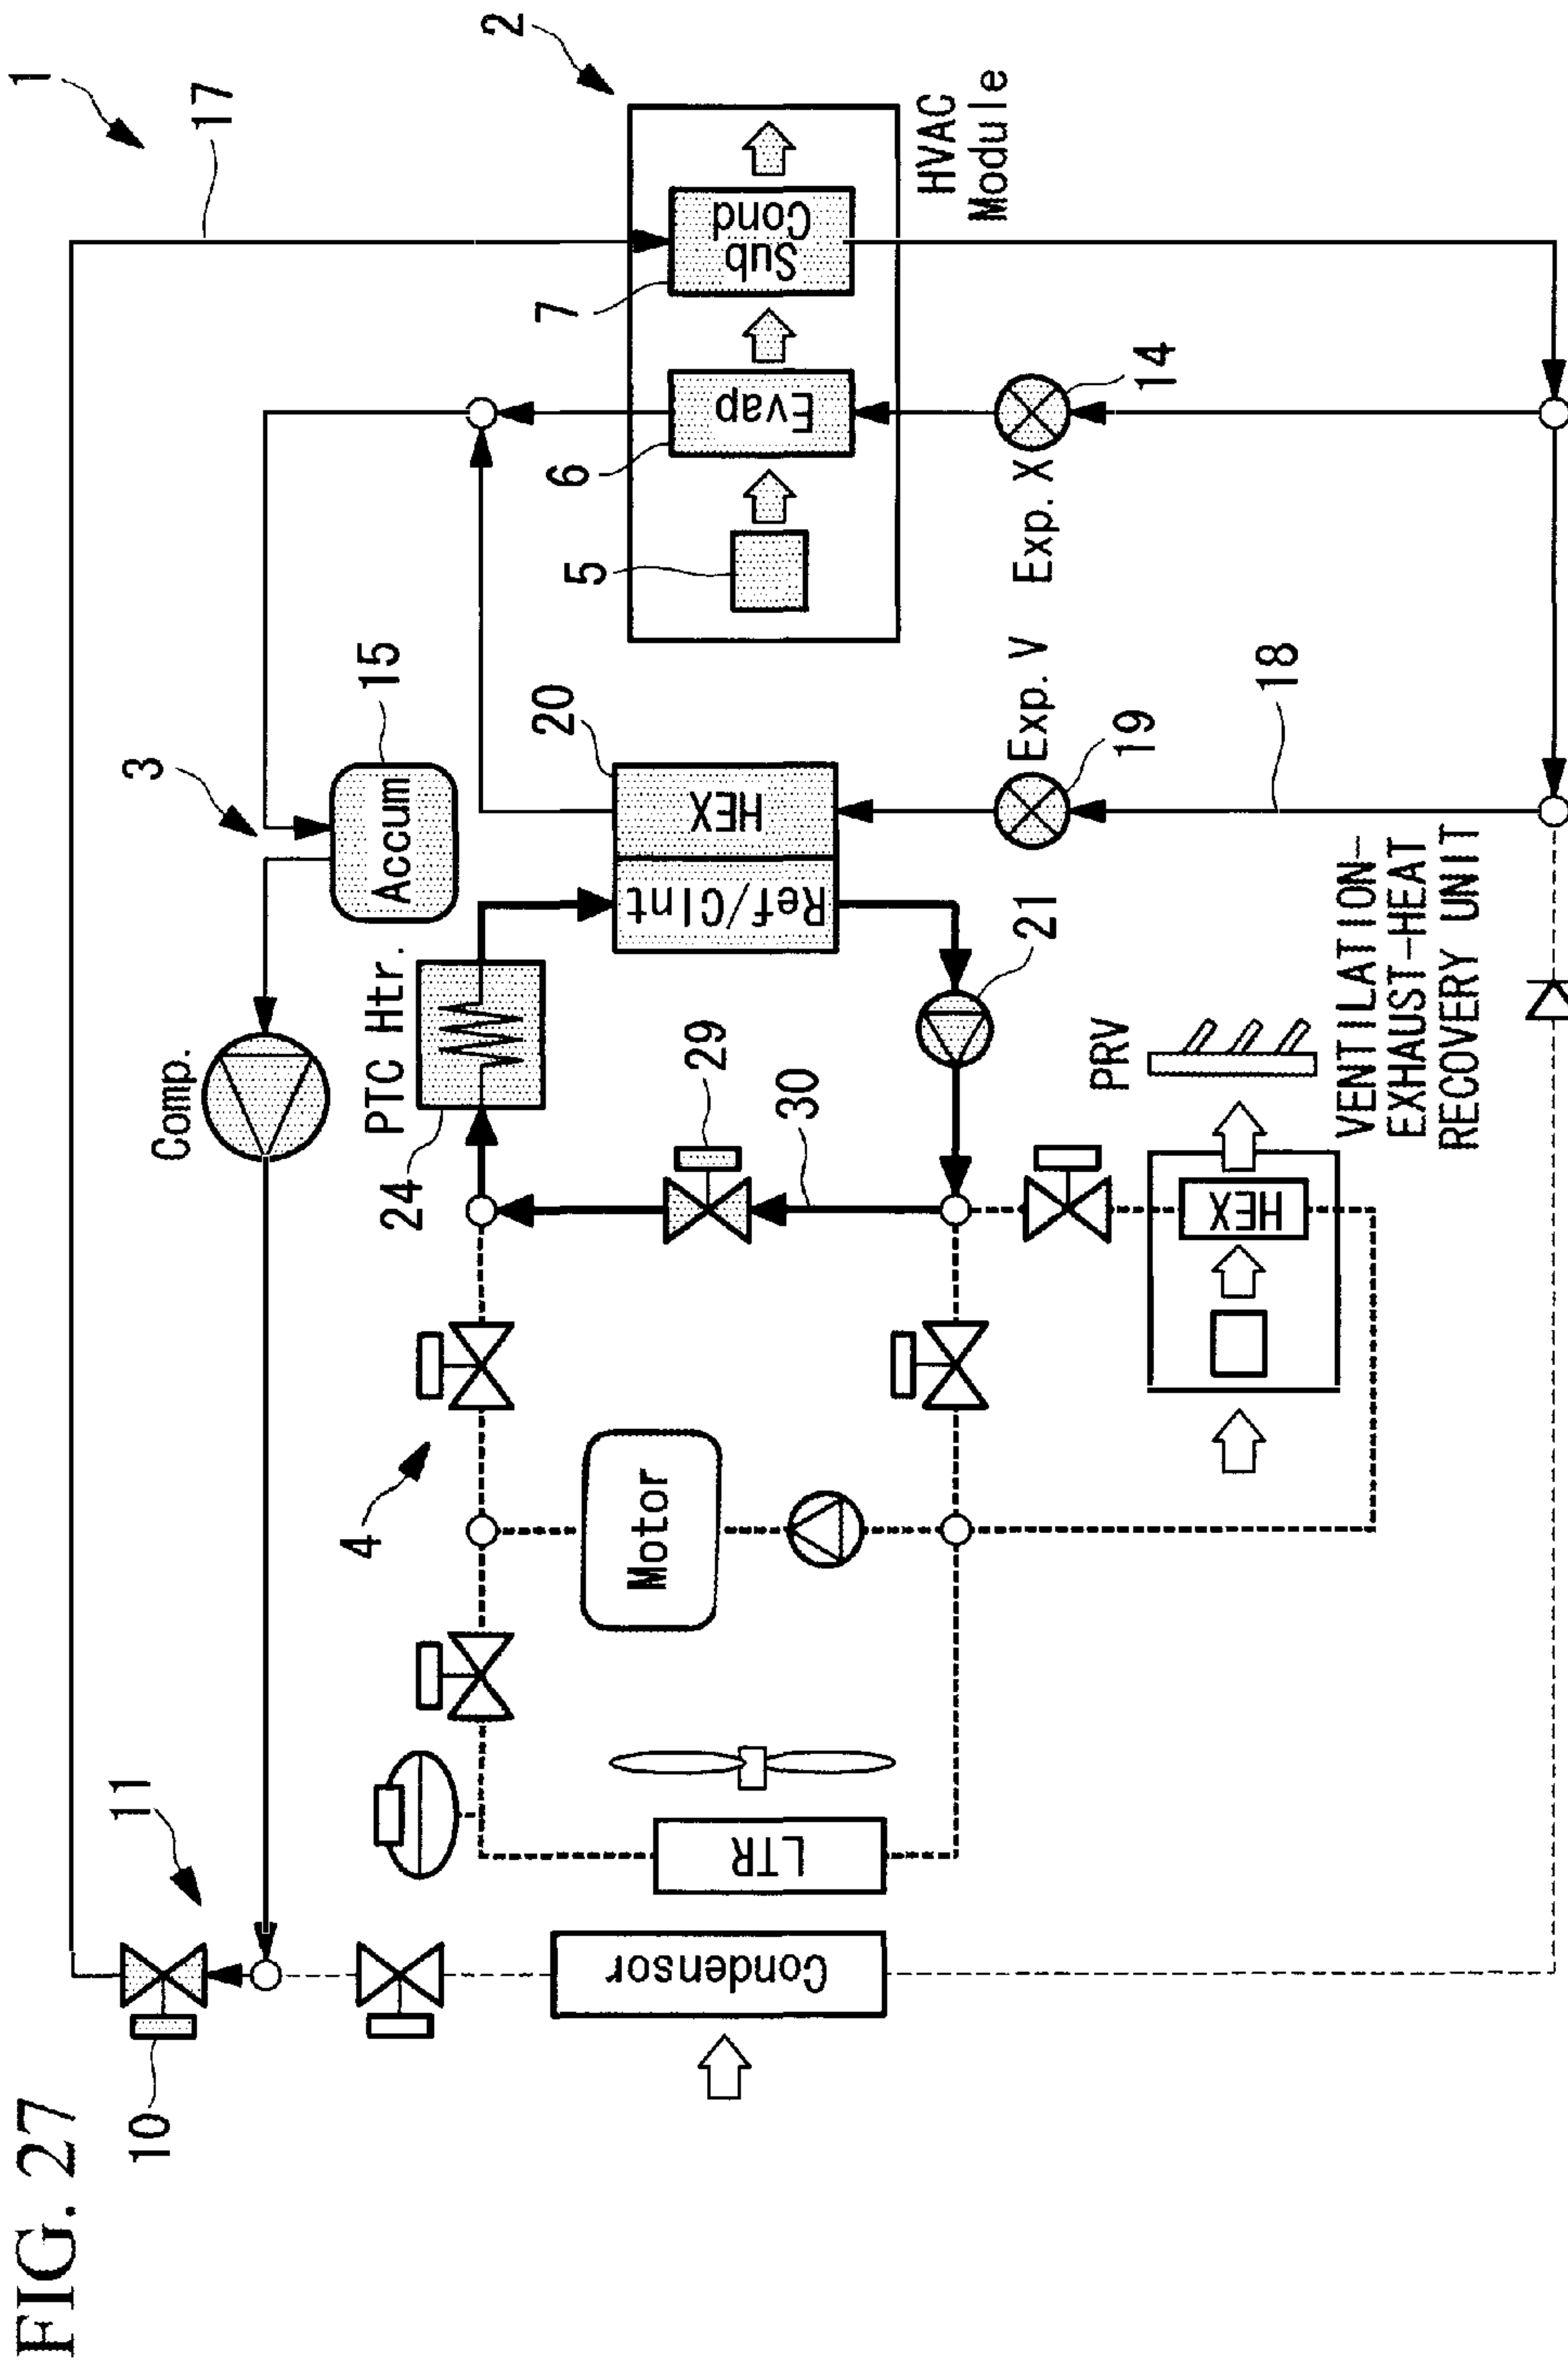 FIG. 27
1
17
2
HVAC
Module
Sub
Cond
7
Evap
6
5
14
Exp. X
Exp. V
19
18
3
15
Accum
20
HEX
Ref/Clnt
21
Comp.
PTC Htr.
24
29
30
PRV
VENTILATION-
EXHAUST-HEAT
RECOVERY UNIT
HEX
4
Motor
LTR
11
10
Condensor